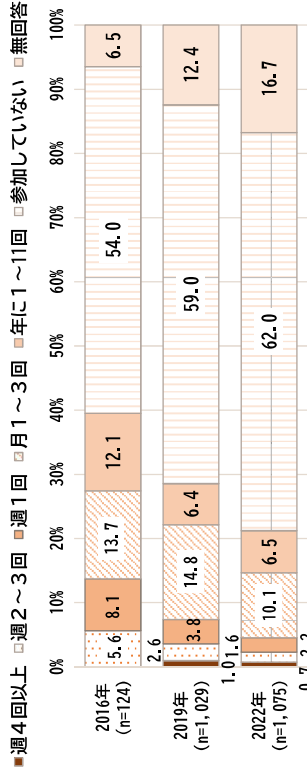 週4回以上 週2～3回 週1回 月1～3回 年に1～11回 参加していない 無回答
0% 10% 20% 30% 40% 50% 60% 70% 80% 90% 100%
2016年
(n=124)
5.6 8.1 13.7 12.1 54.0 6.5
2.6
2019年
(n=1,029)
3.8 14.8 6.4 59.0 12.4
1.0 1.6
2022年
(n=1,075)
10.1 6.5 62.0 16.7